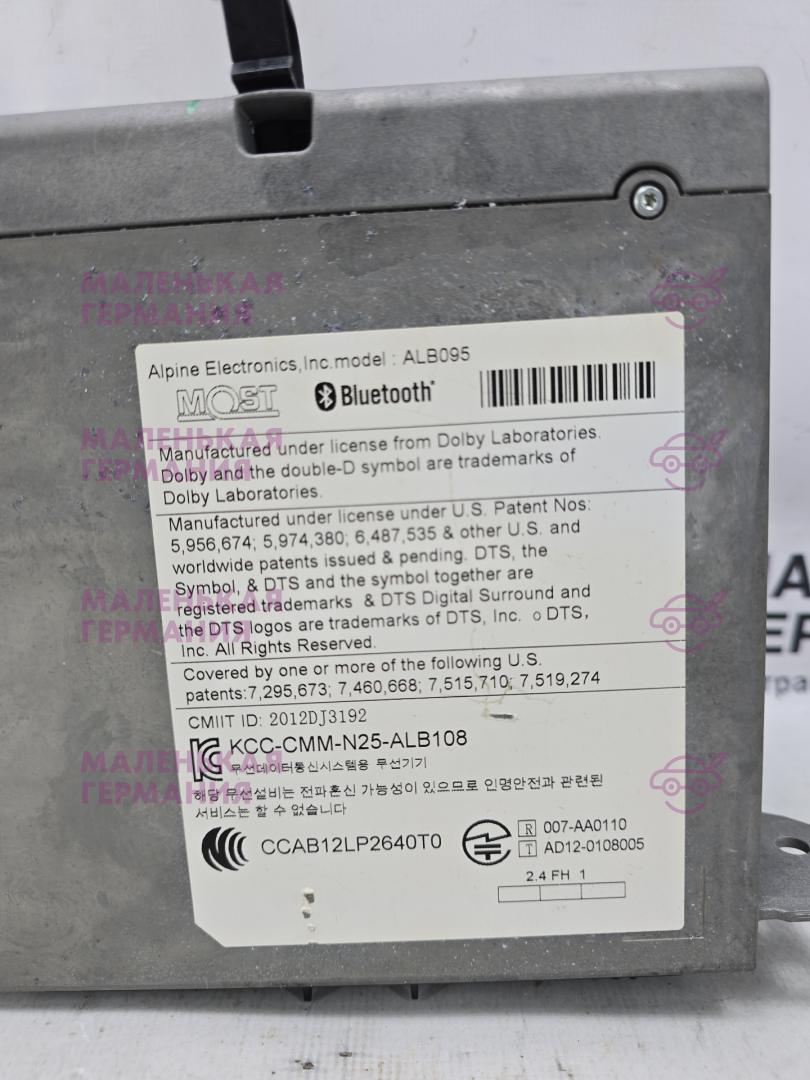 Alpine Electronics,Inc.model : ALB095
MOST
Bluetooth
Manufactured under license from Dolby Laboratories.
Dolby and the double-D symbol are trademarks of
Dolby Laboratories.
Manufactured under license under U.S. Patent Nos:
5,956,674; 5,974,380; 6,487,535 & other U.S. and
worldwide patents issued & pending. DTS, the
Symbol, & DTS and the symbol together are
registered trademarks & DTS Digital Surround and
the DTS logos are trademarks of DTS, Inc. o DTS,
Inc. All Rights Reserved.
Covered by one or more of the following U.S.
patents:7,295,673; 7,460,668; 7,515,710; 7,519,274
CMIIT ID: 2012DJ3192
KCC-CMM-N25-ALB108
무선데이터통신시스템용 무선기기
해당 무선설비는 전파혼신 가능성이 있으므로 인명안전과 관련된
서비스는 할 수 없습니다
CCAB12LP2640T0
R 007-AA0110
T AD12-0108005
2.4 FH 1
МАЛЕНЬКАЯ
ГЕРМАНИЯ
МАЛЕНЬКАЯ
ГЕРМАНИЯ
МАЛЕНЬКАЯ
ГЕРМАНИЯ
МАЛЕНЬКАЯ
ГЕРМАНИЯ